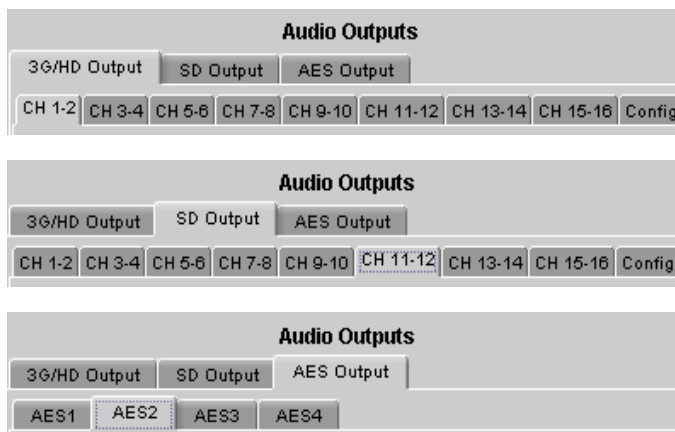 Audio Outputs
3G/HD Output SD Output AES Output
CH 1-2 CH 3-4 CH 5-6 CH 7-8 CH 9-10 CH 11-12 CH 13-14 CH 15-16 Config
Audio Outputs
3G/HD Output SD Output AES Output
CH 1-2 CH 3-4 CH 5-6 CH 7-8 CH 9-10 CH 11-12 CH 13-14 CH 15-16 Config
Audio Outputs
3G/HD Output SD Output AES Output
AES1 AES2 AES3 AES4